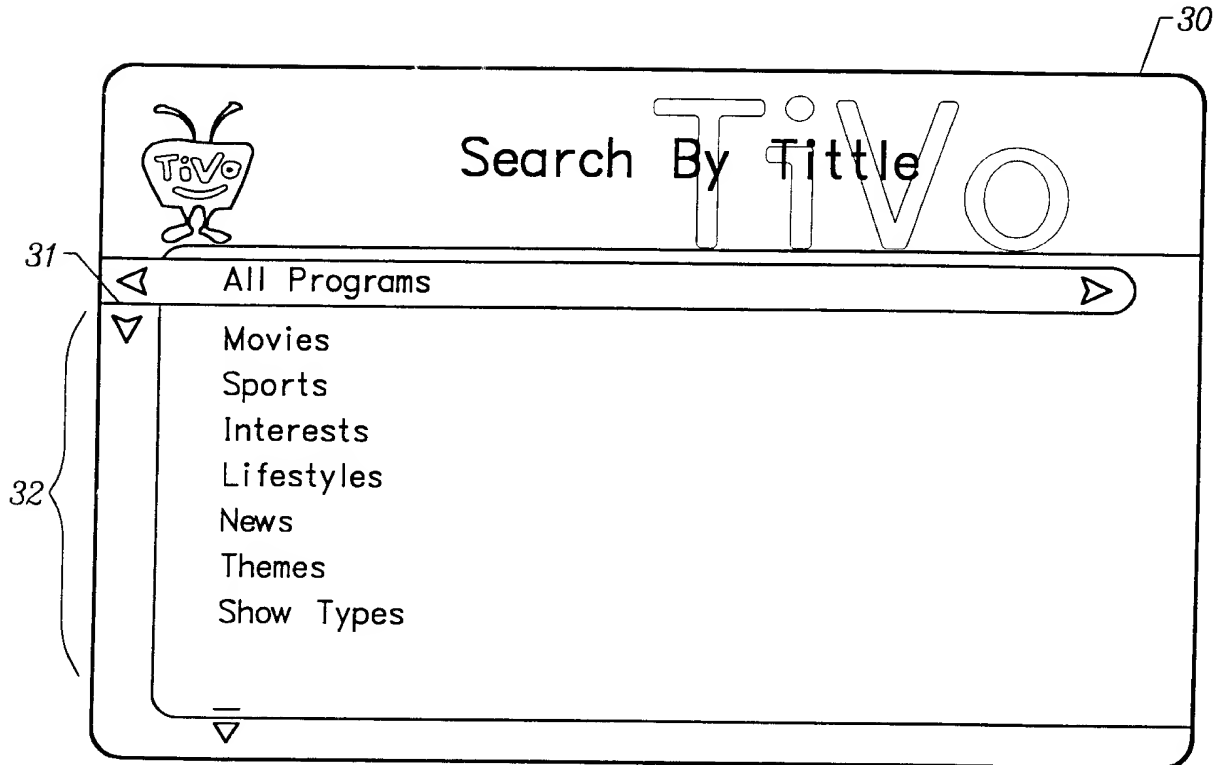 30
TiVo
TiVo
Search By Tittle
31
All Programs
Movies
Sports
Interests
Lifestyles
32
News
Themes
Show Types